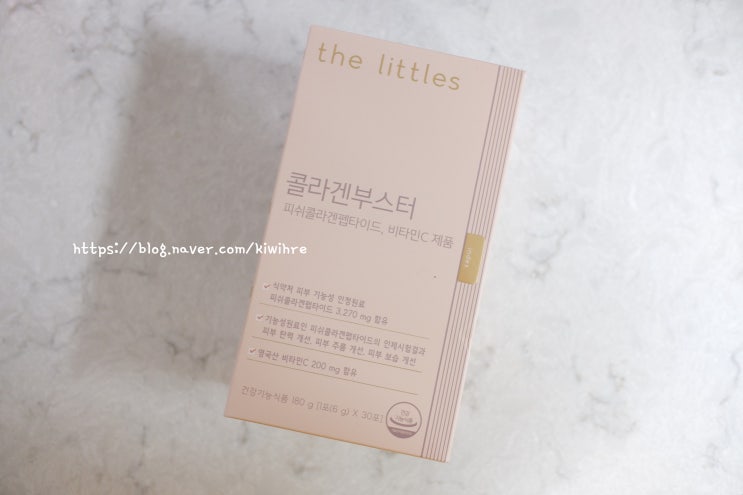 the littles
콜라겐부스터
피쉬콜라겐펩타이드, 비타민C 제품
https://blog.naver.com/kiwihre
식약처 피부 기능성 인정원료
피쉬콜라겐펩타이드 3,270 mg 함유
기능성원료인 피쉬콜라겐펩타이드의 인체시험결과
피부 탄력 개선, 피부 주름 개선, 피부 보습 개선
영국산 비타민C 200 mg 함유
건강기능식품 180 g [1포(6 g) X 30포]
건강
기능식품